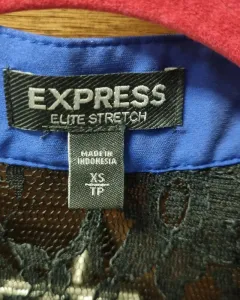 EXPRESS
ELITE STRETCH
MADE IN
INDONESIA
XS
TP